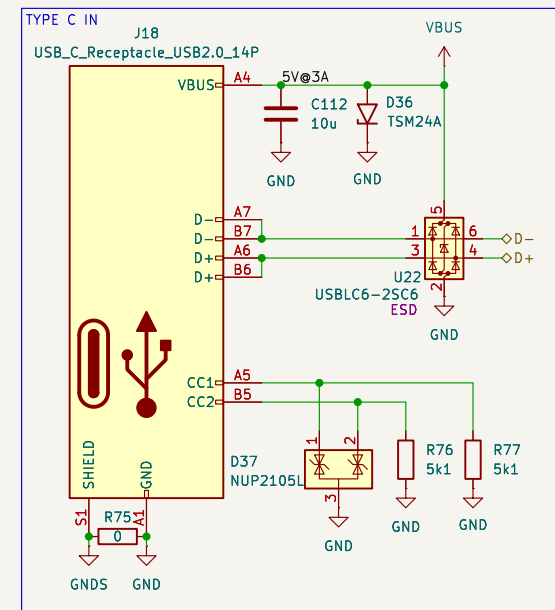 TYPE C IN
J18
USB_C_Receptacle_USB2.0_14P
VBUS
VBUS A4
5V@3A
C112
10u
D36
TSM24A
GND
GND
D- A7
D- B7
D+ A6
D+ B6
5
1
6
3
4
2
D-
D+
U22
USBLC6-2SC6
ESD
GND
CC1 A5
CC2 B5
1
2
3
D37
NUP2105L
R76
5k1
R77
5k1
GND
GND
GND
SHIELD
GND
S1
A1
R75
0
GNDS
GND